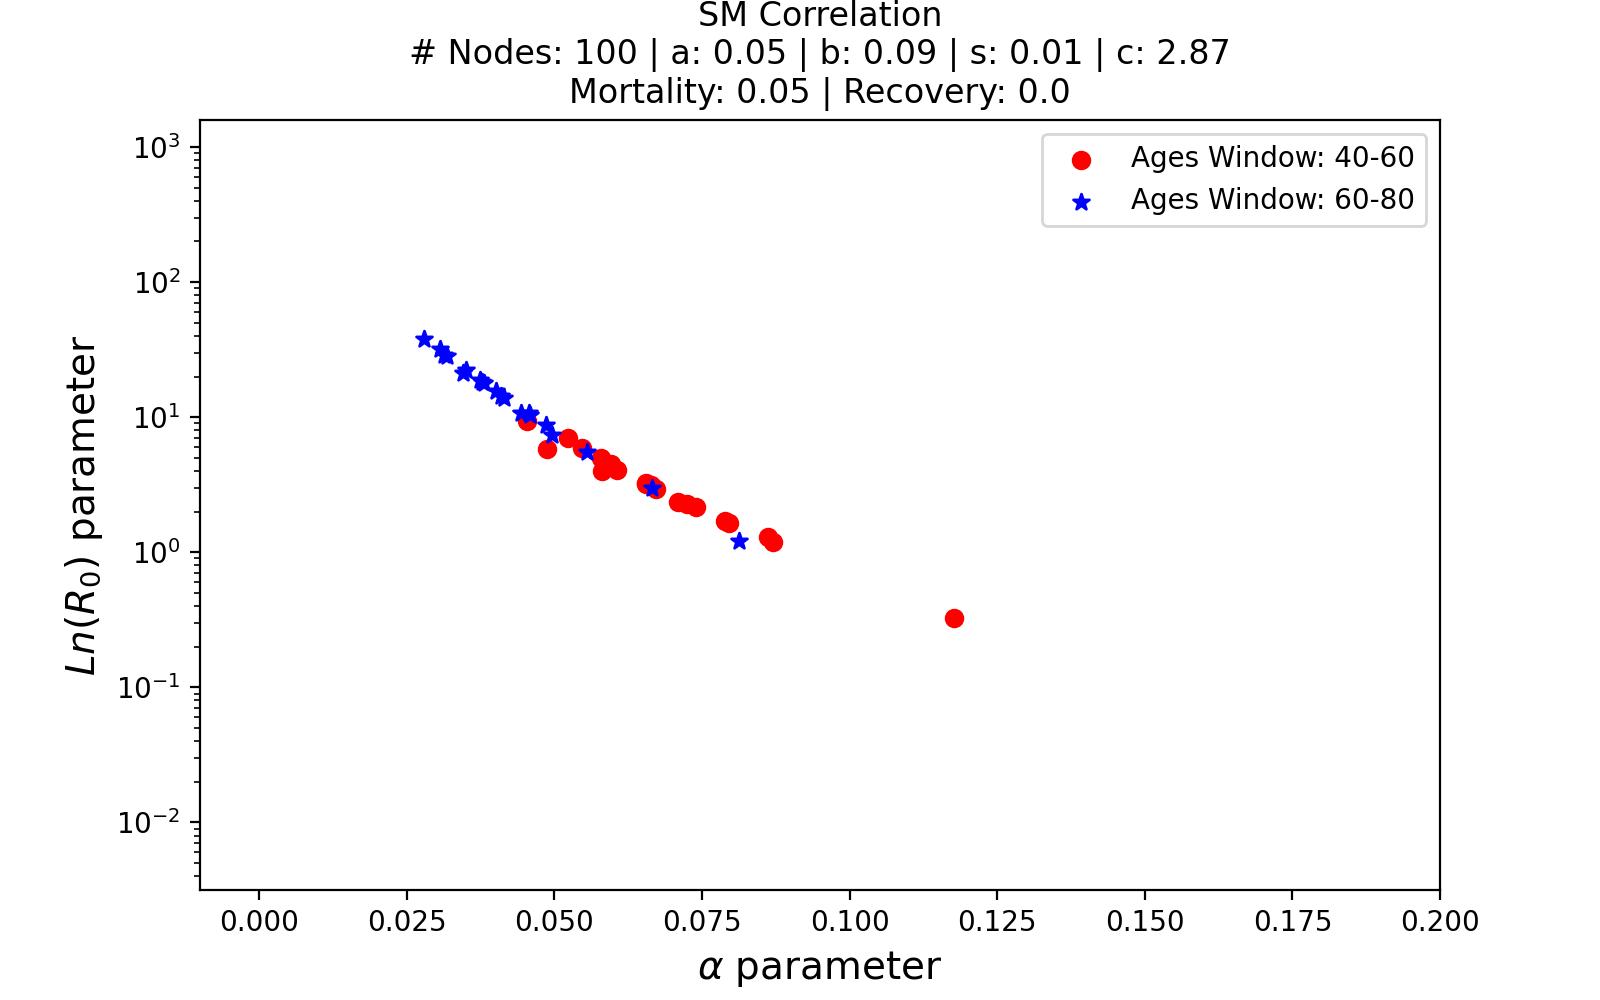 SM Correlation
# Nodes: 100 | a: 0.05 | b: 0.09 | s: 0.01 | c: 2.87
Mortality: 0.05 | Recovery: 0.0
Ages Window: 40-60
Ages Window: 60-80
10³
10²
10¹
10⁰
10⁻¹
10⁻²
Ln(R₀) parameter
0.000 0.025 0.050 0.075 0.100 0.125 0.150 0.175 0.200
α parameter